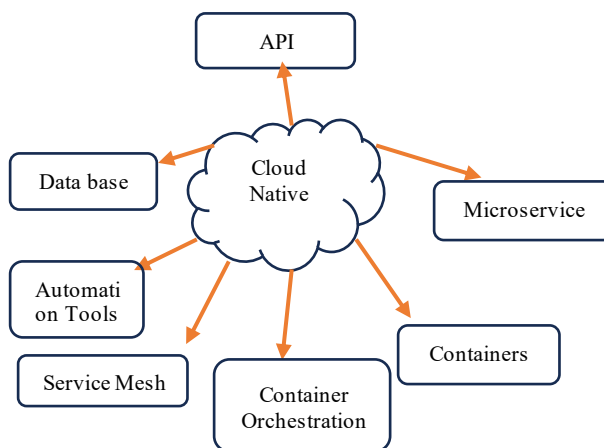 API
Cloud
Native
Data base
Microservice
Automati
on Tools
Containers
Service Mesh
Container
Orchestration